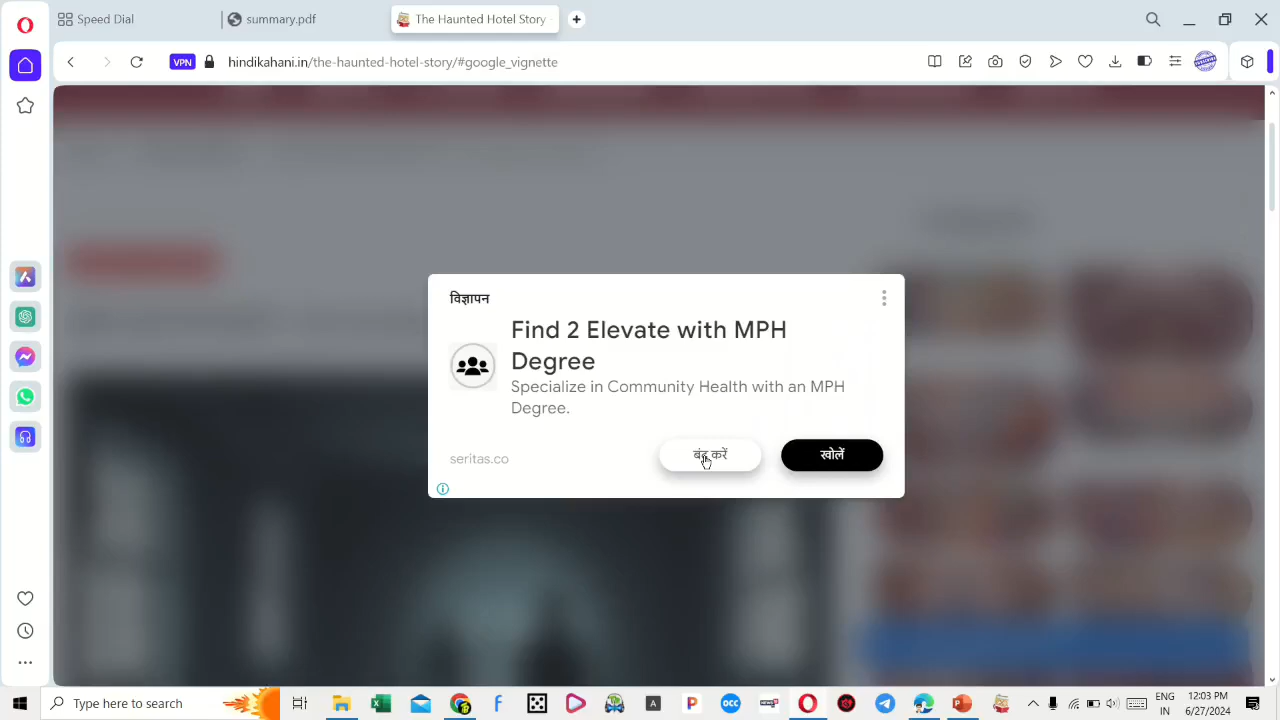 Speed Dial
summary.pdf
The Haunted Hotel Story
VPN
hindikahani.in/the-haunted-hotel-story/#google_vignette
विज्ञापन
Find 2 Elevate with MPH
Degree
Specialize in Community Health with an MPH
Degree.
seritas.co
बंद करें
खोलें
Type here to search
ENG
IN
12:03 PM
6/27/2024